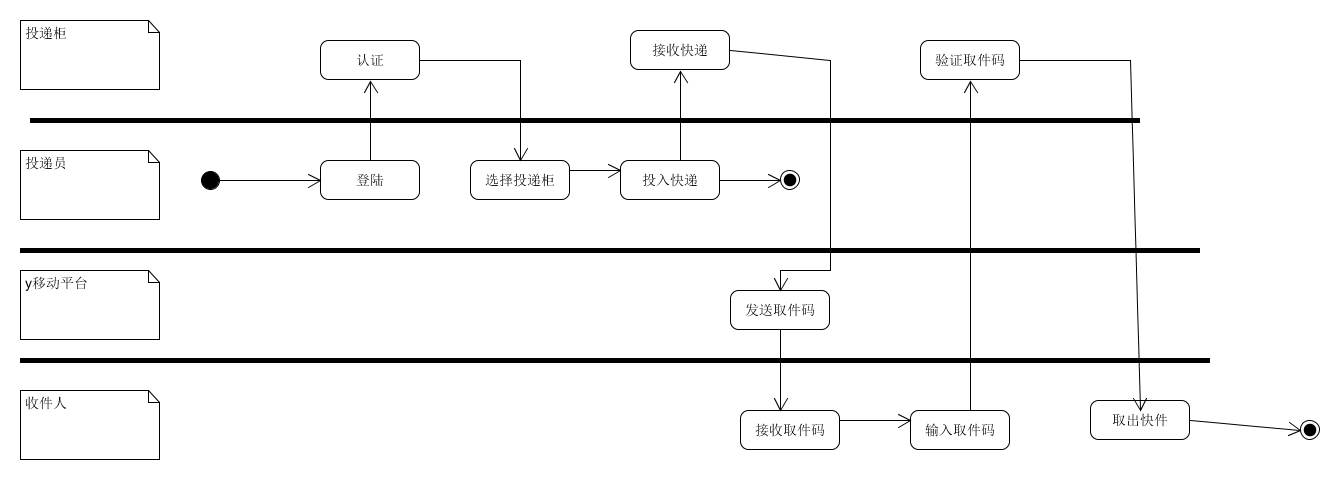 投递柜
认证
接收快递
验证取件码
投递员
登陆
选择投递柜
投入快递
y移动平台
发送取件码
收件人
接收取件码
输入取件码
取出快件